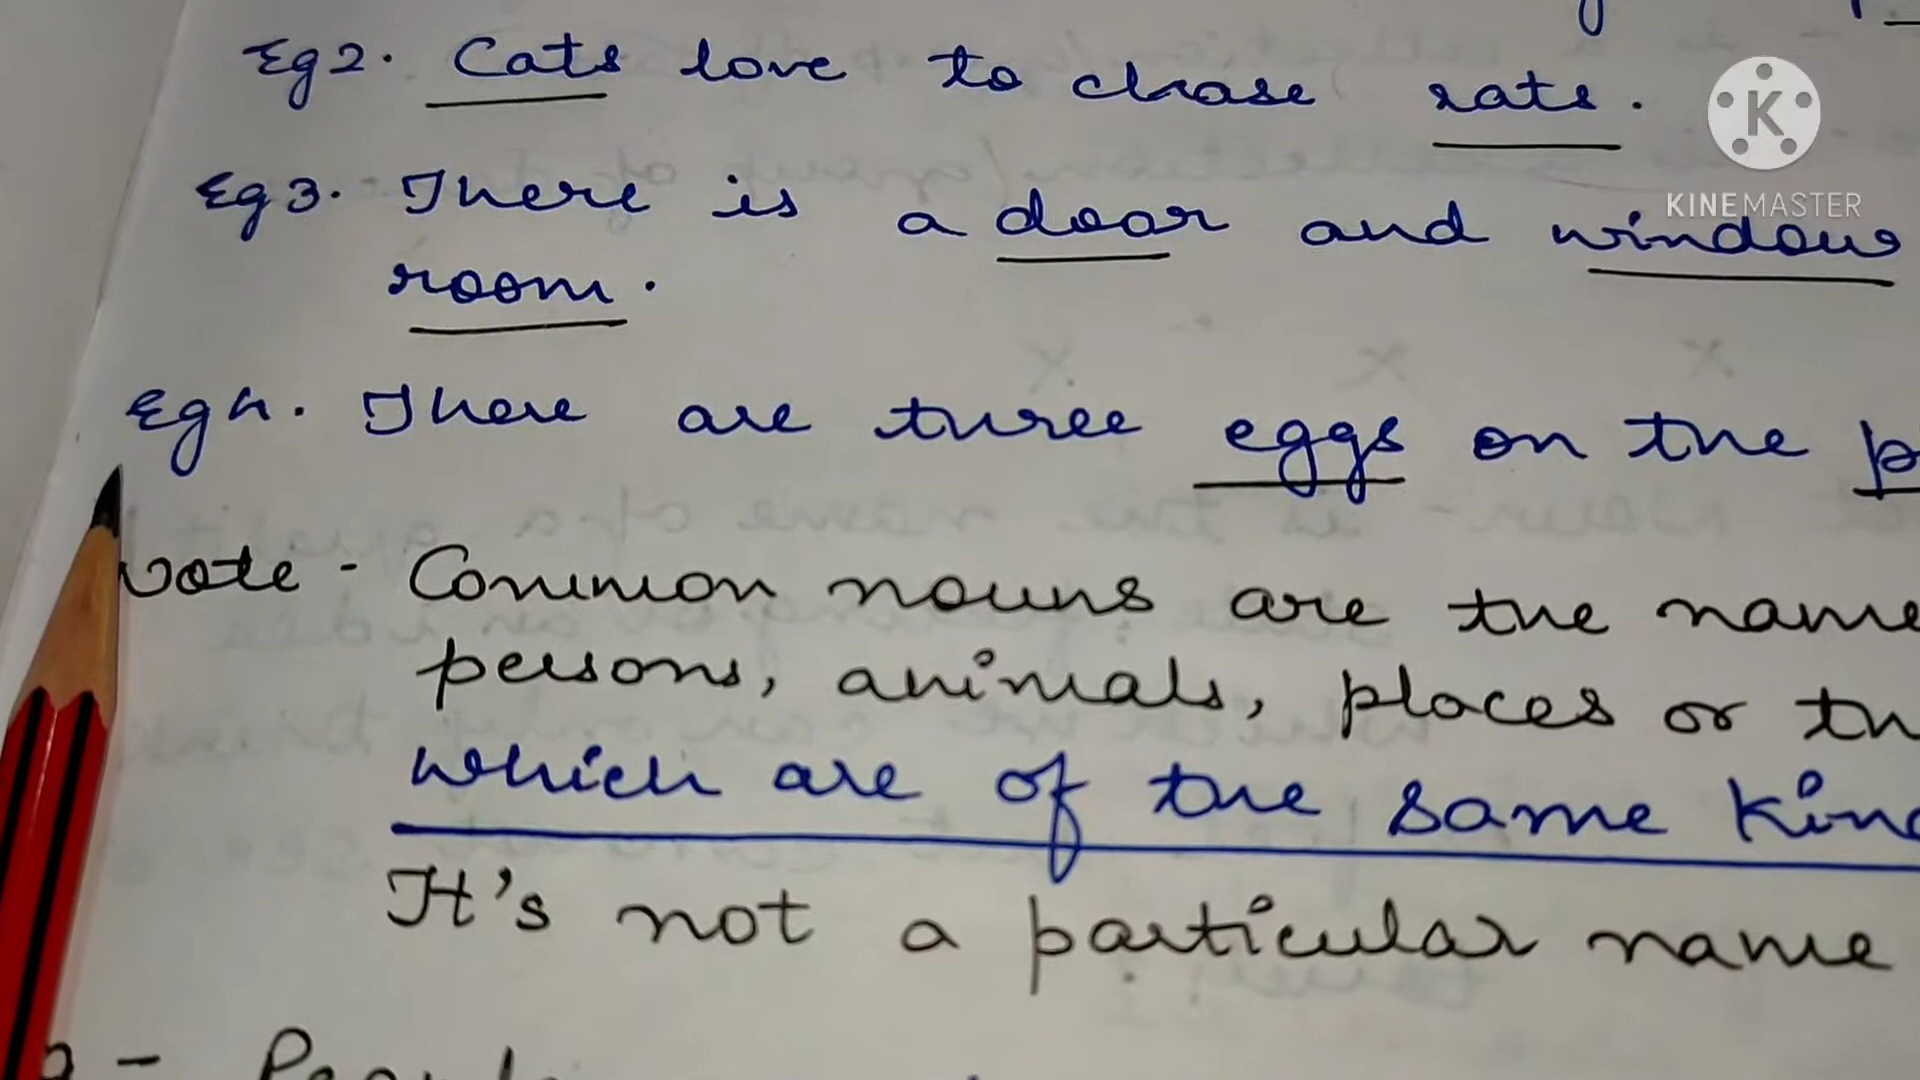 Eg2. Cats love to chase rats.
Eg3. There is a door and window
room.
Eg4. There are three eggs on the
Note - Common nouns are the name
persons, animals, places or
which are of the same
It's not a particular name
KINEMASTER